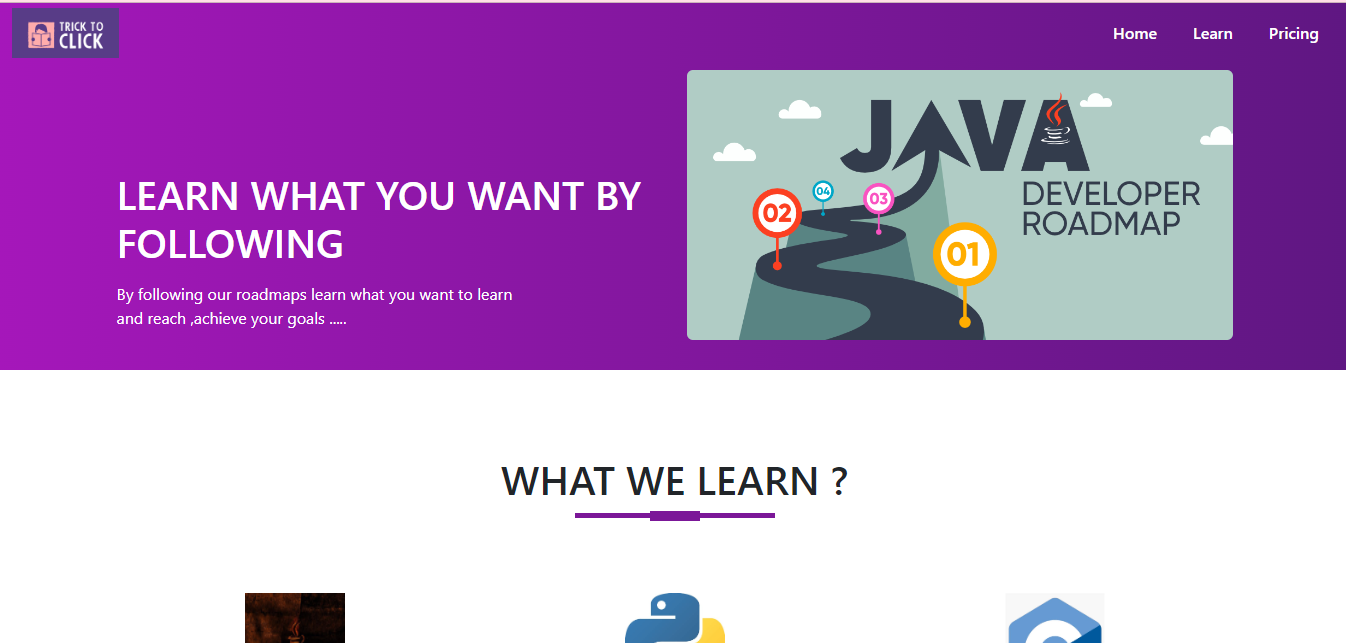 TRICK TO
CLICK
Home Learn Pricing
JAVA
DEVELOPER
ROADMAP
02
04
03
01
LEARN WHAT YOU WANT BY
FOLLOWING
By following our roadmaps learn what you want to learn
and reach ,achieve your goals .....
WHAT WE LEARN ?